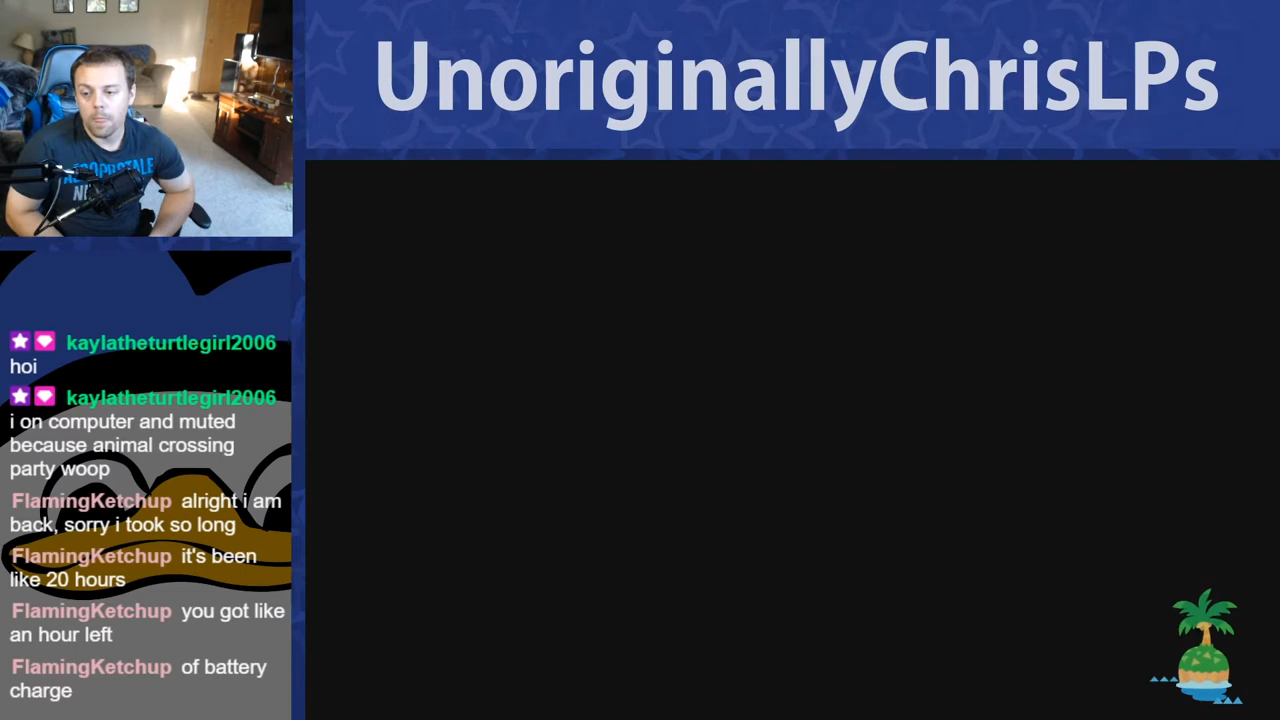 UnoriginallyChrisLPs
AEROPOSTALE
kaylatheturtlegirl2006
hoi
kaylatheturtlegirl2006
i on computer and muted
because animal crossing
party woop
FlamingKetchup alright i am
back, sorry i took so long
FlamingKetchup it's been
like 20 hours
FlamingKetchup you got like
an hour left
FlamingKetchup of battery
charge